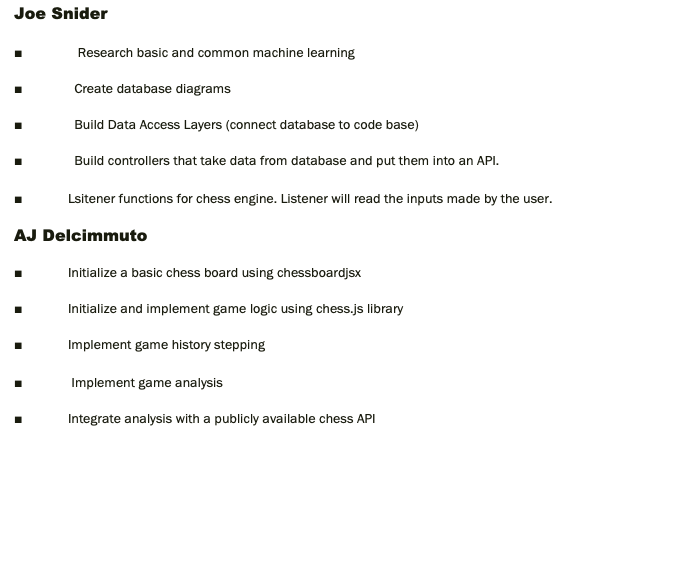 Joe Snider
▪ Research basic and common machine learning
▪ Create database diagrams
▪ Build Data Access Layers (connect database to code base)
▪ Build controllers that take data from database and put them into an API.
▪ Lsitener functions for chess engine. Listener will read the inputs made by the user.
AJ Delcimmuto
▪ Initialize a basic chess board using chessboardjsx
▪ Initialize and implement game logic using chess.js library
▪ Implement game history stepping
▪ Implement game analysis
▪ Integrate analysis with a publicly available chess API